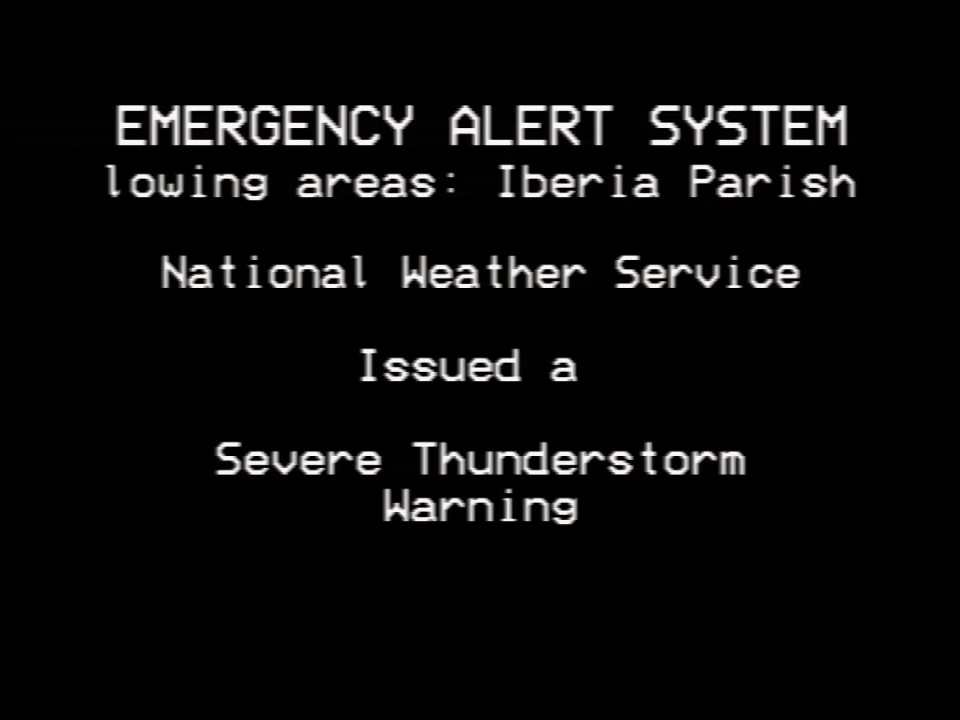 EMERGENCY ALERT SYSTEM
lowing areas: Iberia Parish
National Weather Service
Issued a
Severe Thunderstorm
Warning